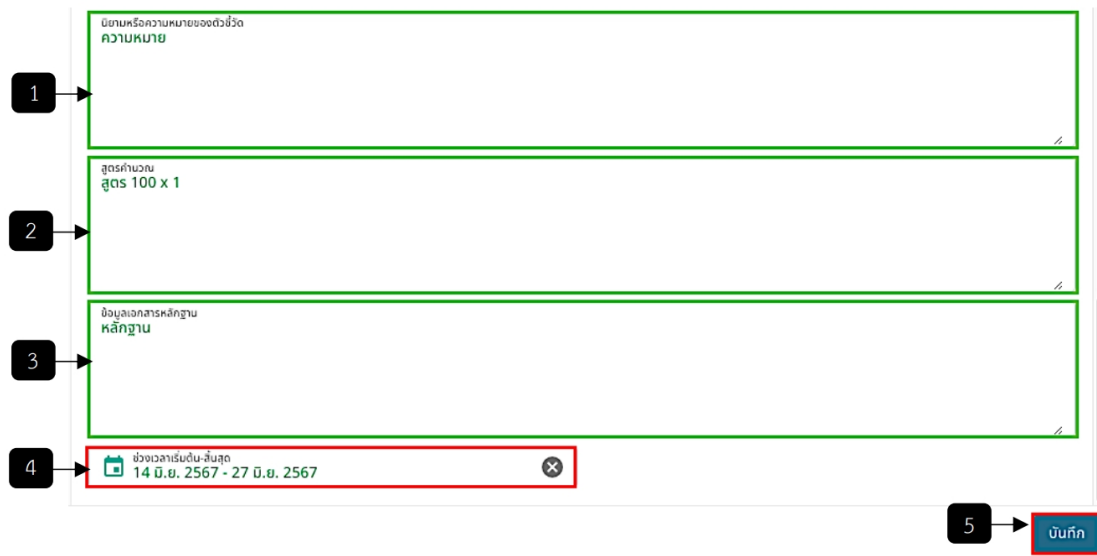 นิยามหรือความหมายของตัวชี้วัด
ความหมาย
1
สูตรคำนวณ
สูตร 100 x 1
2
ข้อมูลเอกสารหลักฐาน
หลักฐาน
3
ช่วงเวลาเริ่มต้น-สิ้นสุด
14 มิ.ย. 2567 - 27 มิ.ย. 2567
4
5
บันทึก